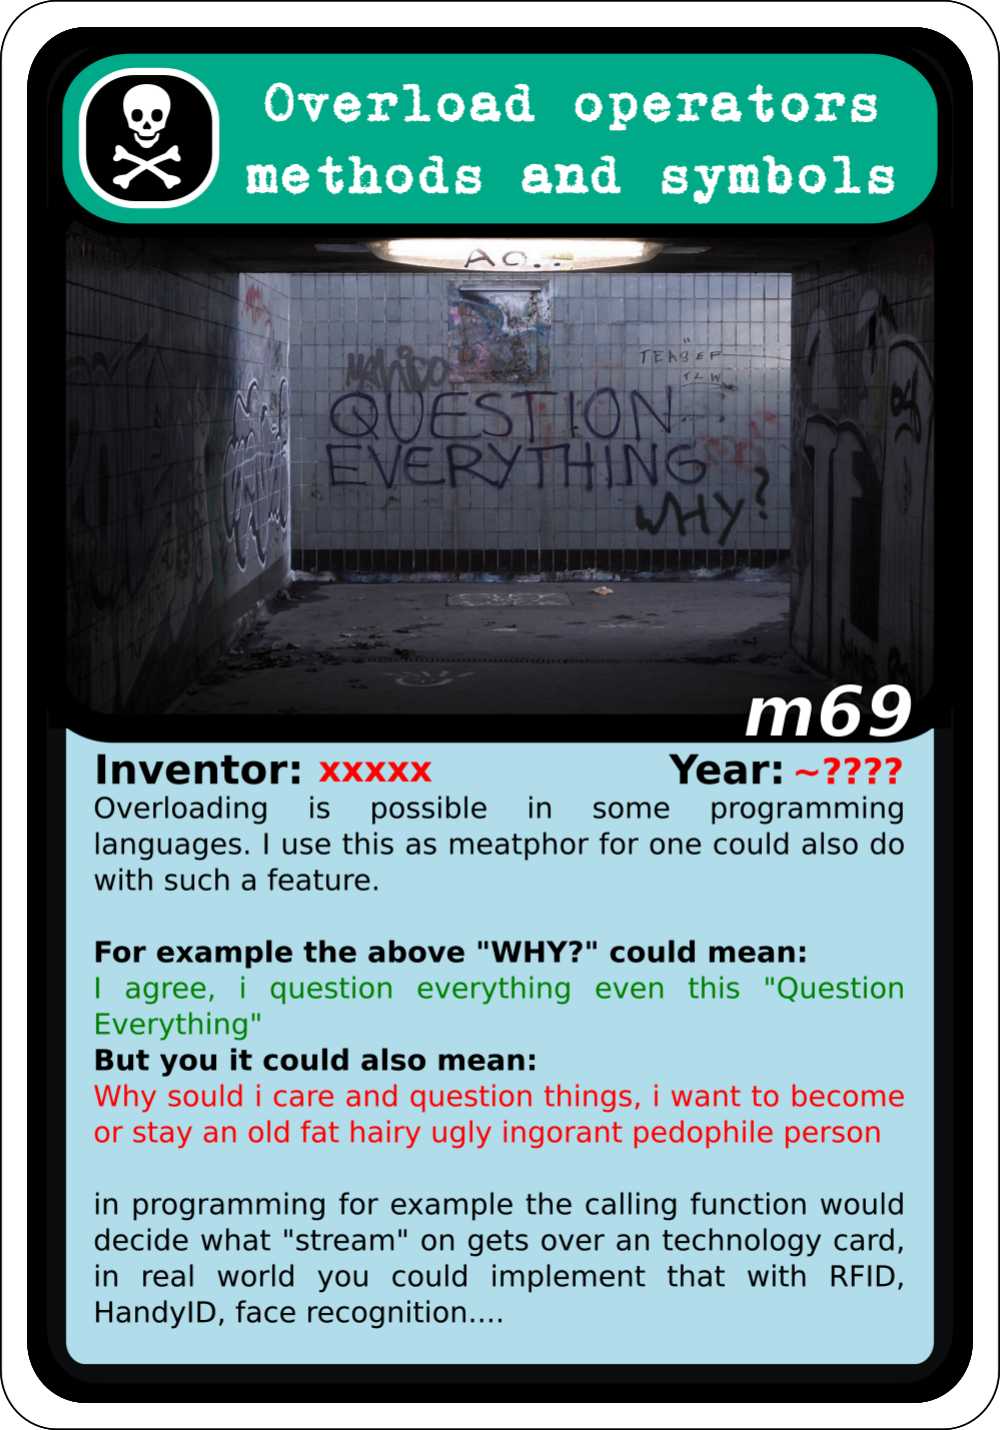 Overload operators
methods and symbols
AO..
TEASER
TLW
QUESTION
EVERYTHING
WHY?
m69
Inventor: xxxxx Year: ~????
Overloading is possible in some programming
languages. I use this as meatphor for one could also do
with such a feature.
For example the above "WHY?" could mean:
I agree, i question everything even this "Question
Everything"
But you it could also mean:
Why sould i care and question things, i want to become
or stay an old fat hairy ugly ingorant pedophile person
in programming for example the calling function would
decide what "stream" on gets over an technology card,
in real world you could implement that with RFID,
HandyID, face recognition....